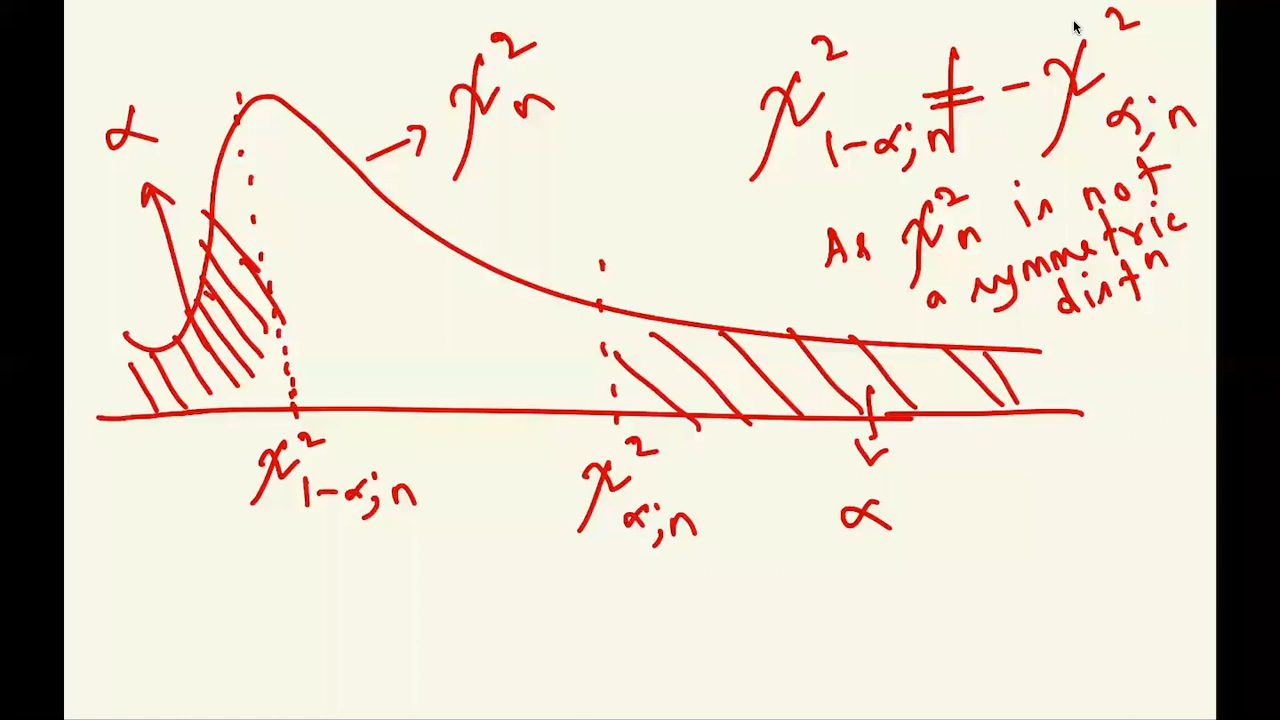 α
χ²ₙ
χ²₁₋α;ₙ ≠ - χ²α;ₙ
As χ²ₙ is not
a symmetric
distⁿ
χ²₁₋α;ₙ
χ²α;ₙ
α